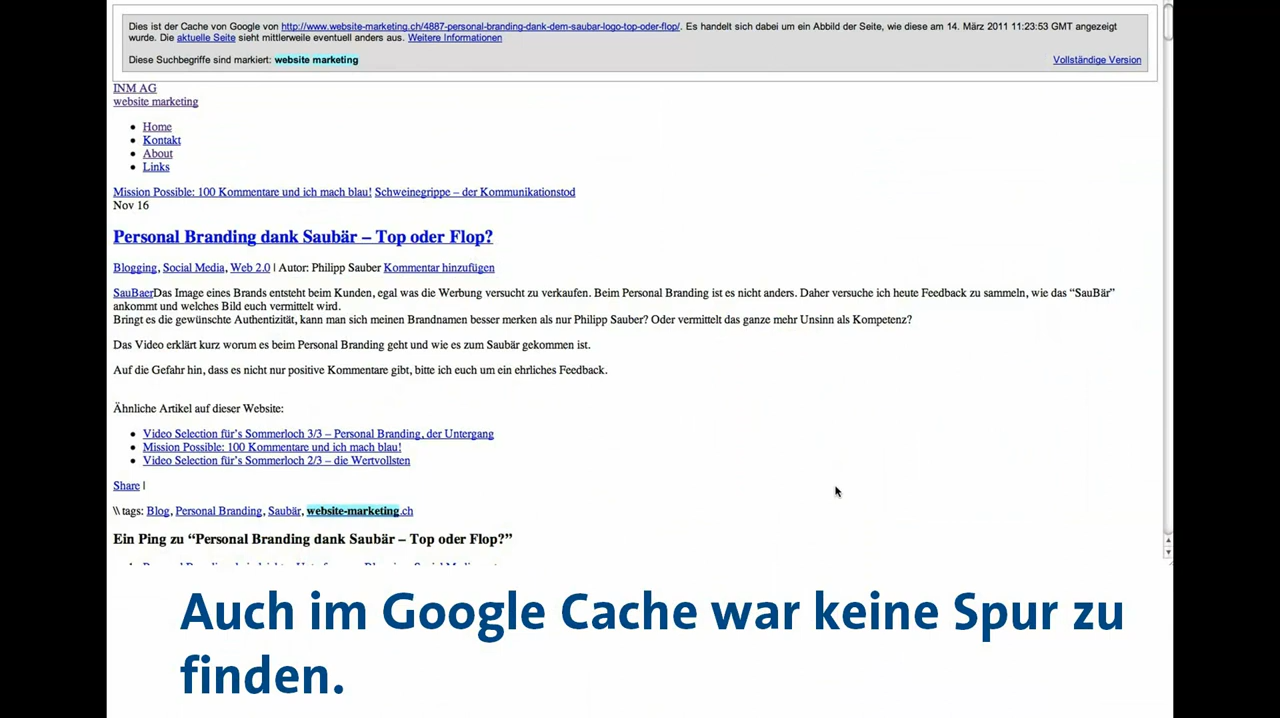 Dies ist der Cache von Google von http://www.website-marketing.ch/4887-personal-branding-dank-dem-saubar-logo-top-oder-flop/. Es handelt sich dabei um ein Abbild der Seite, wie diese am 14. März 2011 11:23:53 GMT angezeigt
wurde. Die aktuelle Seite sieht mittlerweile eventuell anders aus. Weitere Informationen
Diese Suchbegriffe sind markiert: website marketing Vollständige Version
INM AG
website marketing
• Home
• Kontakt
• About
• Links
Mission Possible: 100 Kommentare und ich mach blau! Schweinegrippe – der Kommunikationstod
Nov 16
Personal Branding dank Saubär – Top oder Flop?
Blogging, Social Media, Web 2.0 | Autor: Philipp Sauber Kommentar hinzufügen
SauBaerDas Image eines Brands entsteht beim Kunden, egal was die Werbung versucht zu verkaufen. Beim Personal Branding ist es nicht anders. Daher versuche ich heute Feedback zu sammeln, wie das “SauBär”
ankommt und welches Bild euch vermittelt wird.
Bringt es die gewünschte Authentizität, kann man sich meinen Brandnamen besser merken als nur Philipp Sauber? Oder vermittelt das ganze mehr Unsinn als Kompetenz?
Das Video erklärt kurz worum es beim Personal Branding geht und wie es zum Saubär gekommen ist.
Auf die Gefahr hin, dass es nicht nur positive Kommentare gibt, bitte ich euch um ein ehrliches Feedback.
Ähnliche Artikel auf dieser Website:
• Video Selection für’s Sommerloch 3/3 – Personal Branding, der Untergang
• Mission Possible: 100 Kommentare und ich mach blau!
• Video Selection für’s Sommerloch 2/3 – die Wertvollsten
Share |
\\ tags: Blog, Personal Branding, Saubär, website-marketing.ch
Ein Ping zu “Personal Branding dank Saubär – Top oder Flop?”
Auch im Google Cache war keine Spur zu
finden.